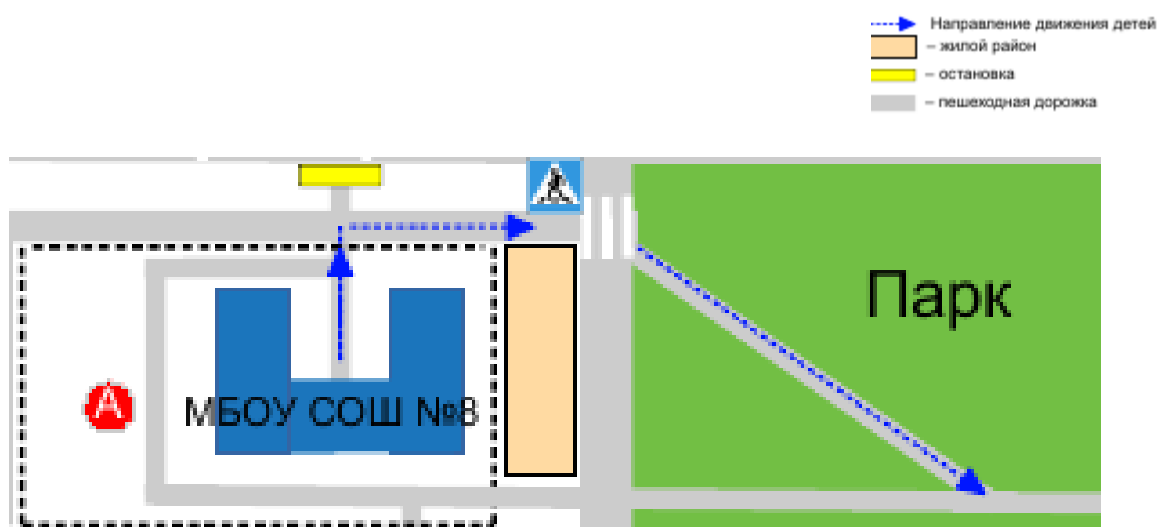 Направление движения детей
– жилой район
– остановка
– пешеходная дорожка
Парк
А
МБОУ СОШ №8